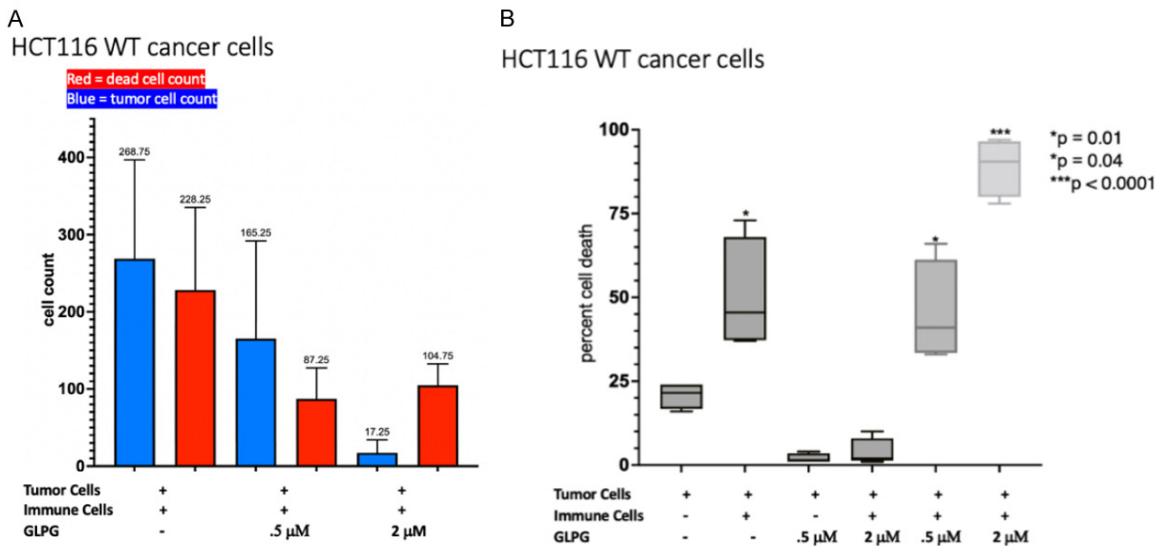 A
HCT116 WT cancer cells
Red = dead cell count
Blue = tumor cell count
cell count
400
300
200
100
0
268.75
228.25
165.25
87.25
17.25
104.75
Tumor Cells + + +
Immune Cells + + +
GLPG - .5 μM 2 μM
B
HCT116 WT cancer cells
percent cell death
100
75
50
25
0
*
*
***
*p = 0.01
*p = 0.04
***p < 0.0001
Tumor Cells + + + + + +
Immune Cells - + - + + +
GLPG - - .5 μM 2 μM .5 μM 2 μM